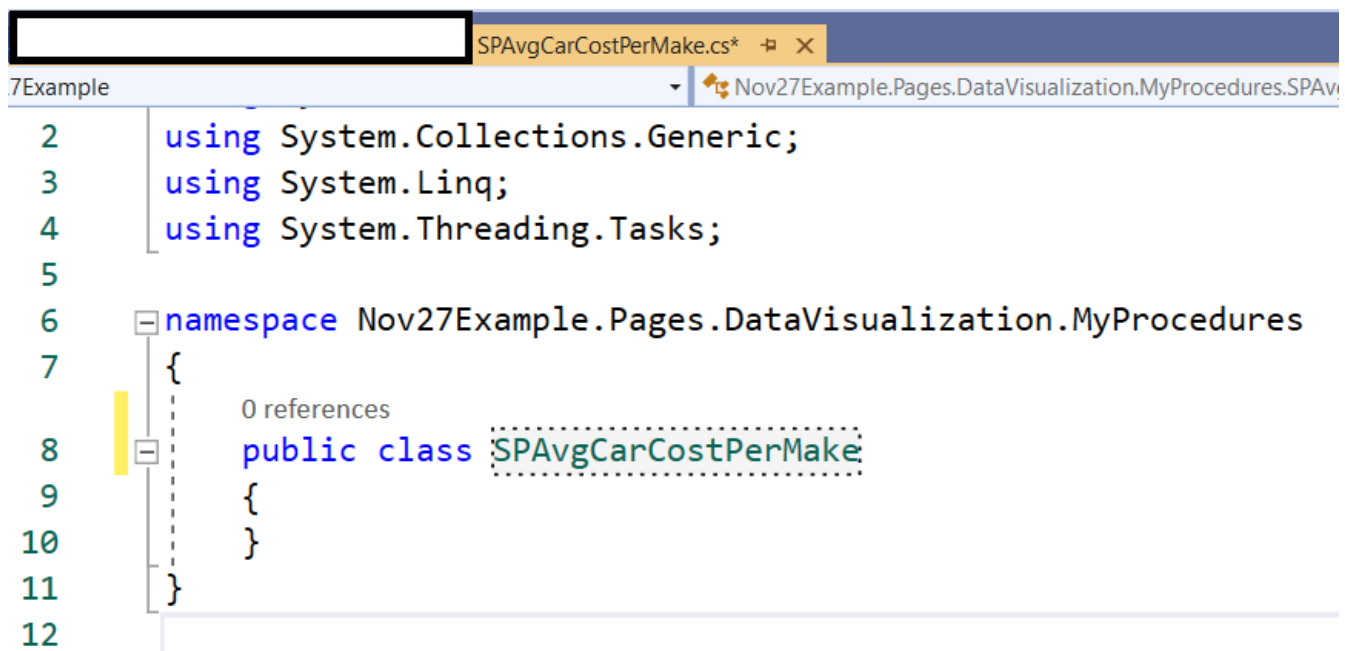 SPAvgCarCostPerMake.cs*
7Example
Nov27Example.Pages.DataVisualization.MyProcedures.SPAv
2 using System.Collections.Generic;
3 using System.Linq;
4 using System.Threading.Tasks;
5
6 namespace Nov27Example.Pages.DataVisualization.MyProcedures
7 {
0 references
8 public class SPAvgCarCostPerMake
9 {
10 }
11 }
12